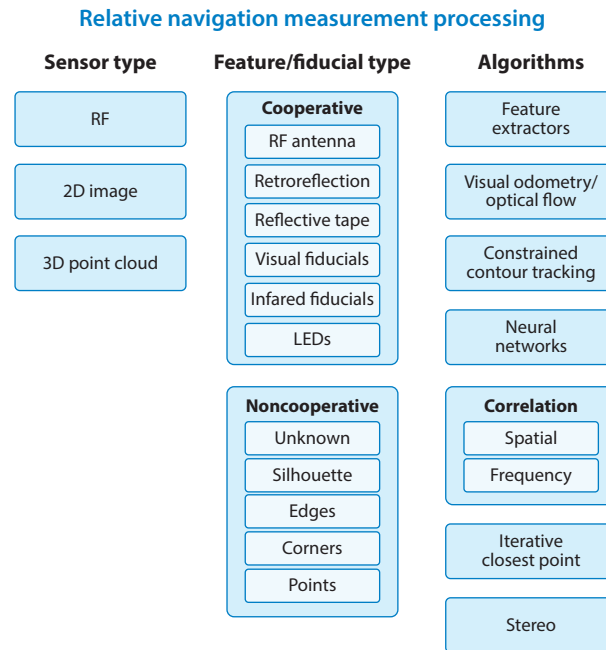 Relative navigation measurement processing
Sensor type
RF
2D image
3D point cloud
Feature/fiducial type
Cooperative
RF antenna
Retroreflection
Reflective tape
Visual fiducials
Infared fiducials
LEDs
Noncooperative
Unknown
Silhouette
Edges
Corners
Points
Algorithms
Feature
extractors
Visual odometry/
optical flow
Constrained
contour tracking
Neural
networks
Correlation
Spatial
Frequency
Iterative
closest point
Stereo